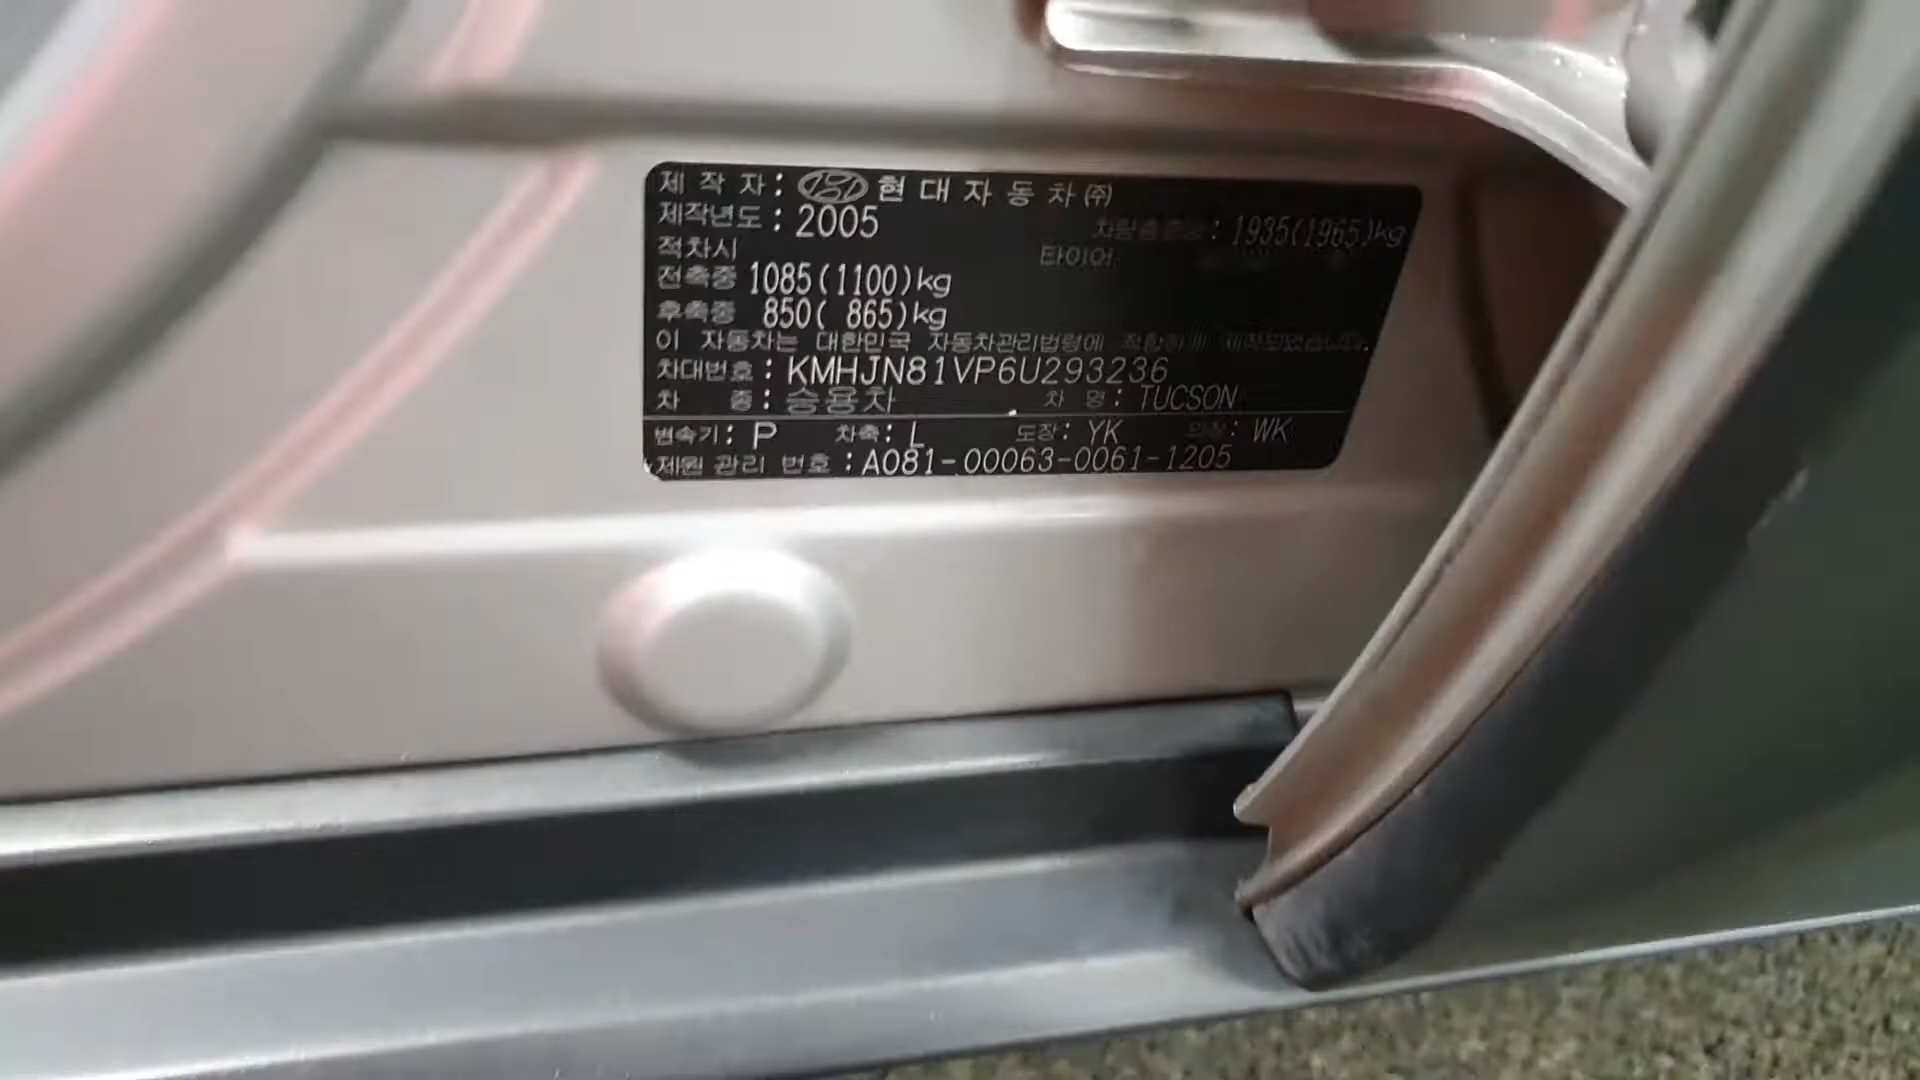 제 작 자 : 현대자동차㈜
제작년도 : 2005 차량총중량 : 1935(1965)kg
적차시 타이어
전축중 1085(1100)kg
후축중 850( 865)kg
이 자동차는 대한민국 자동차관리법령에 적합하 제작되었습니다.
차대번호 : KMHJN81VP6U293236
차 종 : 승용차 차 명 : TUCSON
변속기 : P 차축 : L 도장 : YK 의장 : WK
제원 관리 번호 : A081-00063-0061-1205